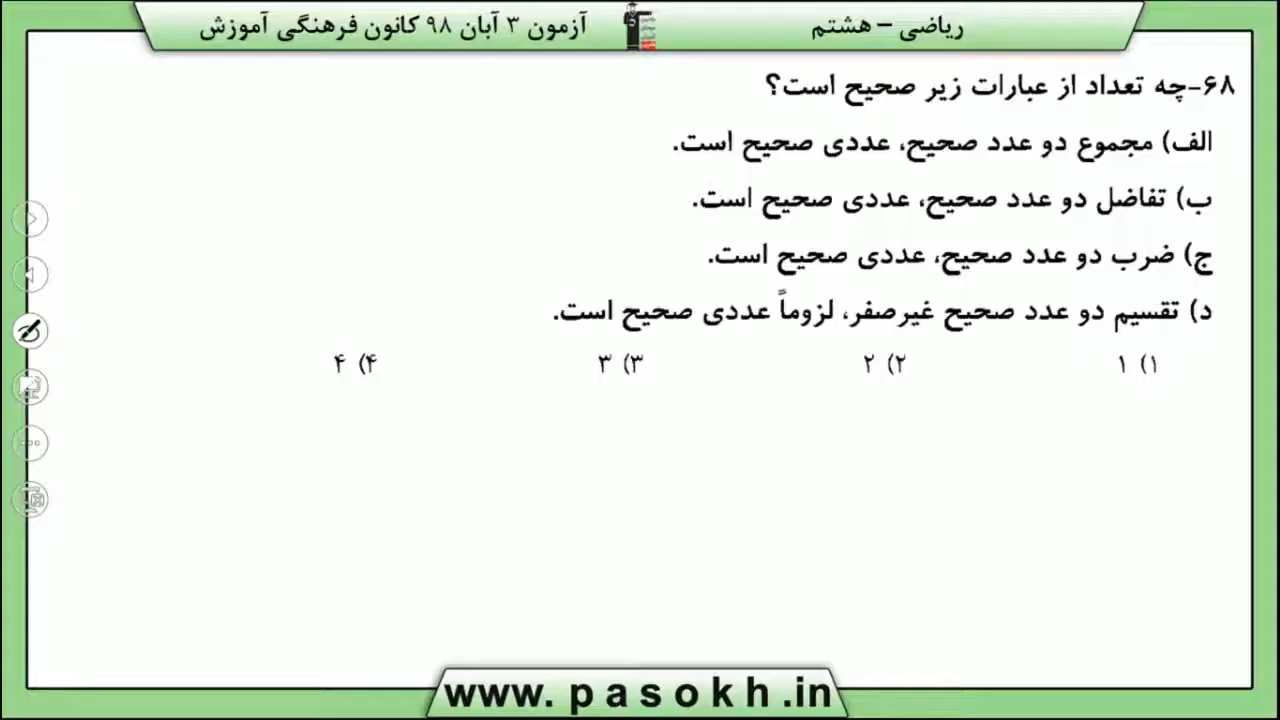 ریاضی – هشتم
آزمون ۳ آبان ۹۸ کانون فرهنگی آموزش
۶۸-چه تعداد از عبارات زیر صحیح است؟
الف) مجموع دو عدد صحیح، عددی صحیح است.
ب) تفاضل دو عدد صحیح، عددی صحیح است.
ج) ضرب دو عدد صحیح، عددی صحیح است.
د) تقسیم دو عدد صحیح غیرصفر، لزوماً عددی صحیح است.
۱) ۱ ۲) ۲ ۳) ۳ ۴) ۴
www. p a s o k h .in